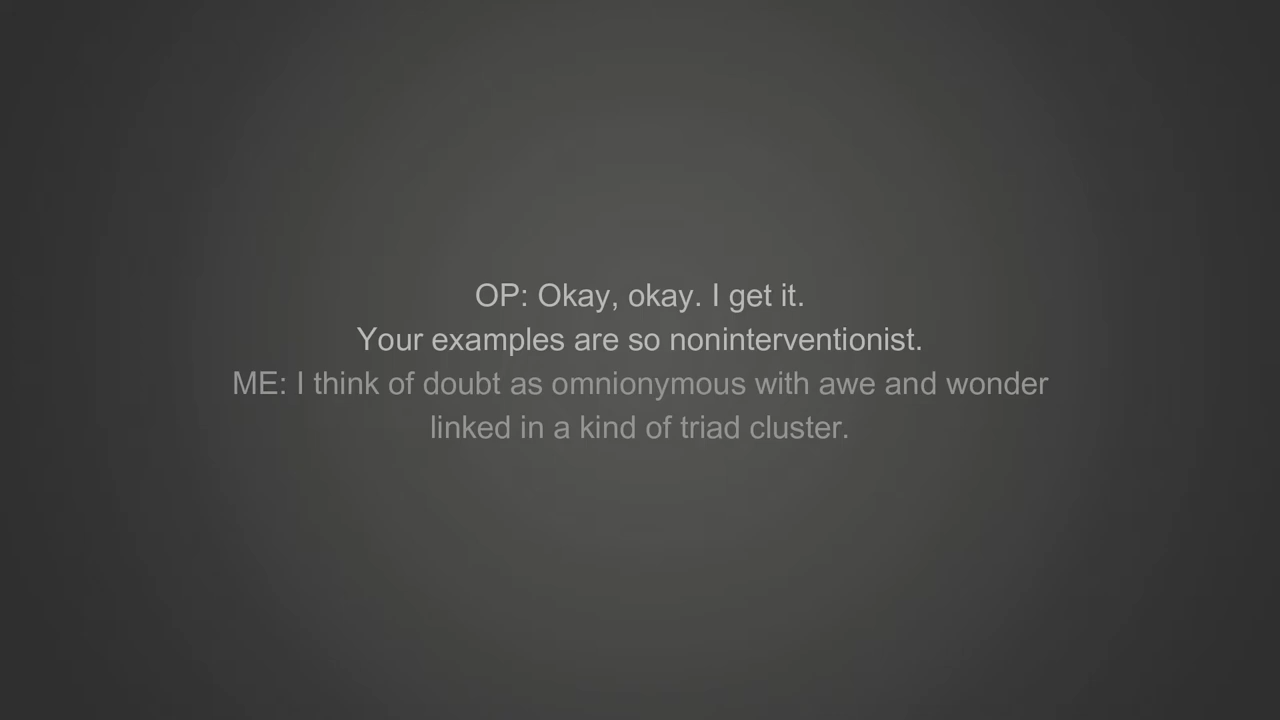 OP: Okay, okay. I get it.
Your examples are so noninterventionist.
ME: I think of doubt as omnionymous with awe and wonder
linked in a kind of triad cluster.